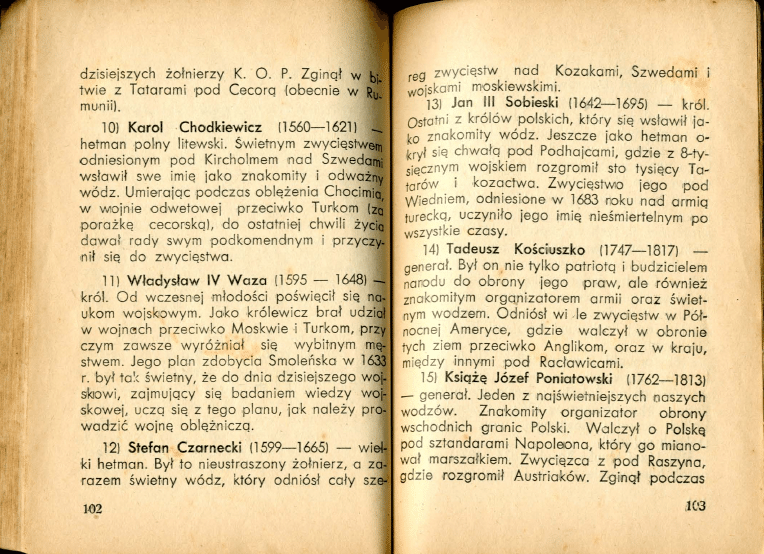 dzisiejszych żołnierzy K. O. P. Zginął w bi-
twie z Tatarami pod Cecorą (obecnie w Ru-
munii).
10) Karol Chodkiewicz (1560—1621) —
hetman polny litewski. Świetnym zwycięstwem
odniesionym pod Kircholmem nad Szwedami
wsławił swe imię jako znakomity i odważny
wódz. Umierając podczas oblężenia Chocimia,
w wojnie odwetowej przeciwko Turkom (za
porażkę cecorską), do ostatniej chwili życia
dawał rady swym podkomendnym i przyczy-
nił się do zwycięstwa.
11) Władysław IV Waza (1595 — 1648) —
król. Od wczesnej młodości poświęcił się na-
ukom wojskowym. Jako królewicz brał udział
w wojnach przeciwko Moskwie i Turkom, przy
czym zawsze wyróżniał się wybitnym mę-
stwem. Jego plan zdobycia Smoleńska w 1633
r. był tak świetny, że do dnia dzisiejszego woj-
skowi, zajmujący się badaniem wiedzy woj-
skowej, uczą się z tego planu, jak należy pro-
wadzić wojnę oblężniczą.
12) Stefan Czarnecki (1599—1665) — wiel-
ki hetman. Był to nieustraszony żołnierz, a za-
razem świetny wódz, który odniósł cały sze-
102
reg zwycięstw nad Kozakami, Szwedami i
wojskami moskiewskimi.
13) Jan III Sobieski (1642—1695) — król.
Ostatni z królów polskich, który się wsławił ja-
ko znakomity wódz. Jeszcze jako hetman o-
krył się chwałą pod Podhajcami, gdzie z 8-ty-
sięcznym wojskiem rozgromił sto tysięcy Ta-
tarów i kozactwa. Zwycięstwo jego pod
Wiedniem, odniesione w 1683 roku nad armią
turecką, uczyniło jego imię nieśmiertelnym po
wszystkie czasy.
14) Tadeusz Kościuszko (1747—1817) —
generał. Był on nie tylko patriotą i budzicielem
narodu do obrony jego praw, ale również
znakomitym organizatorem armii oraz świet-
nym wodzem. Odniósł wi le zwycięstw w Pół-
nocnej Ameryce, gdzie walczył w obronie
tych ziem przeciwko Anglikom, oraz w kraju,
między innymi pod Racławicami.
15) Książę Józef Poniatowski (1762—1813)
— generał. Jeden z najświetniejszych naszych
wodzów. Znakomity organizator obrony
wschodnich granic Polski. Walczył o Polskę
pod sztandarami Napoleona, który go miano-
wał marszałkiem. Zwycięzca z pod Raszyna,
gdzie rozgromił Austriaków. Zginął podczas
103